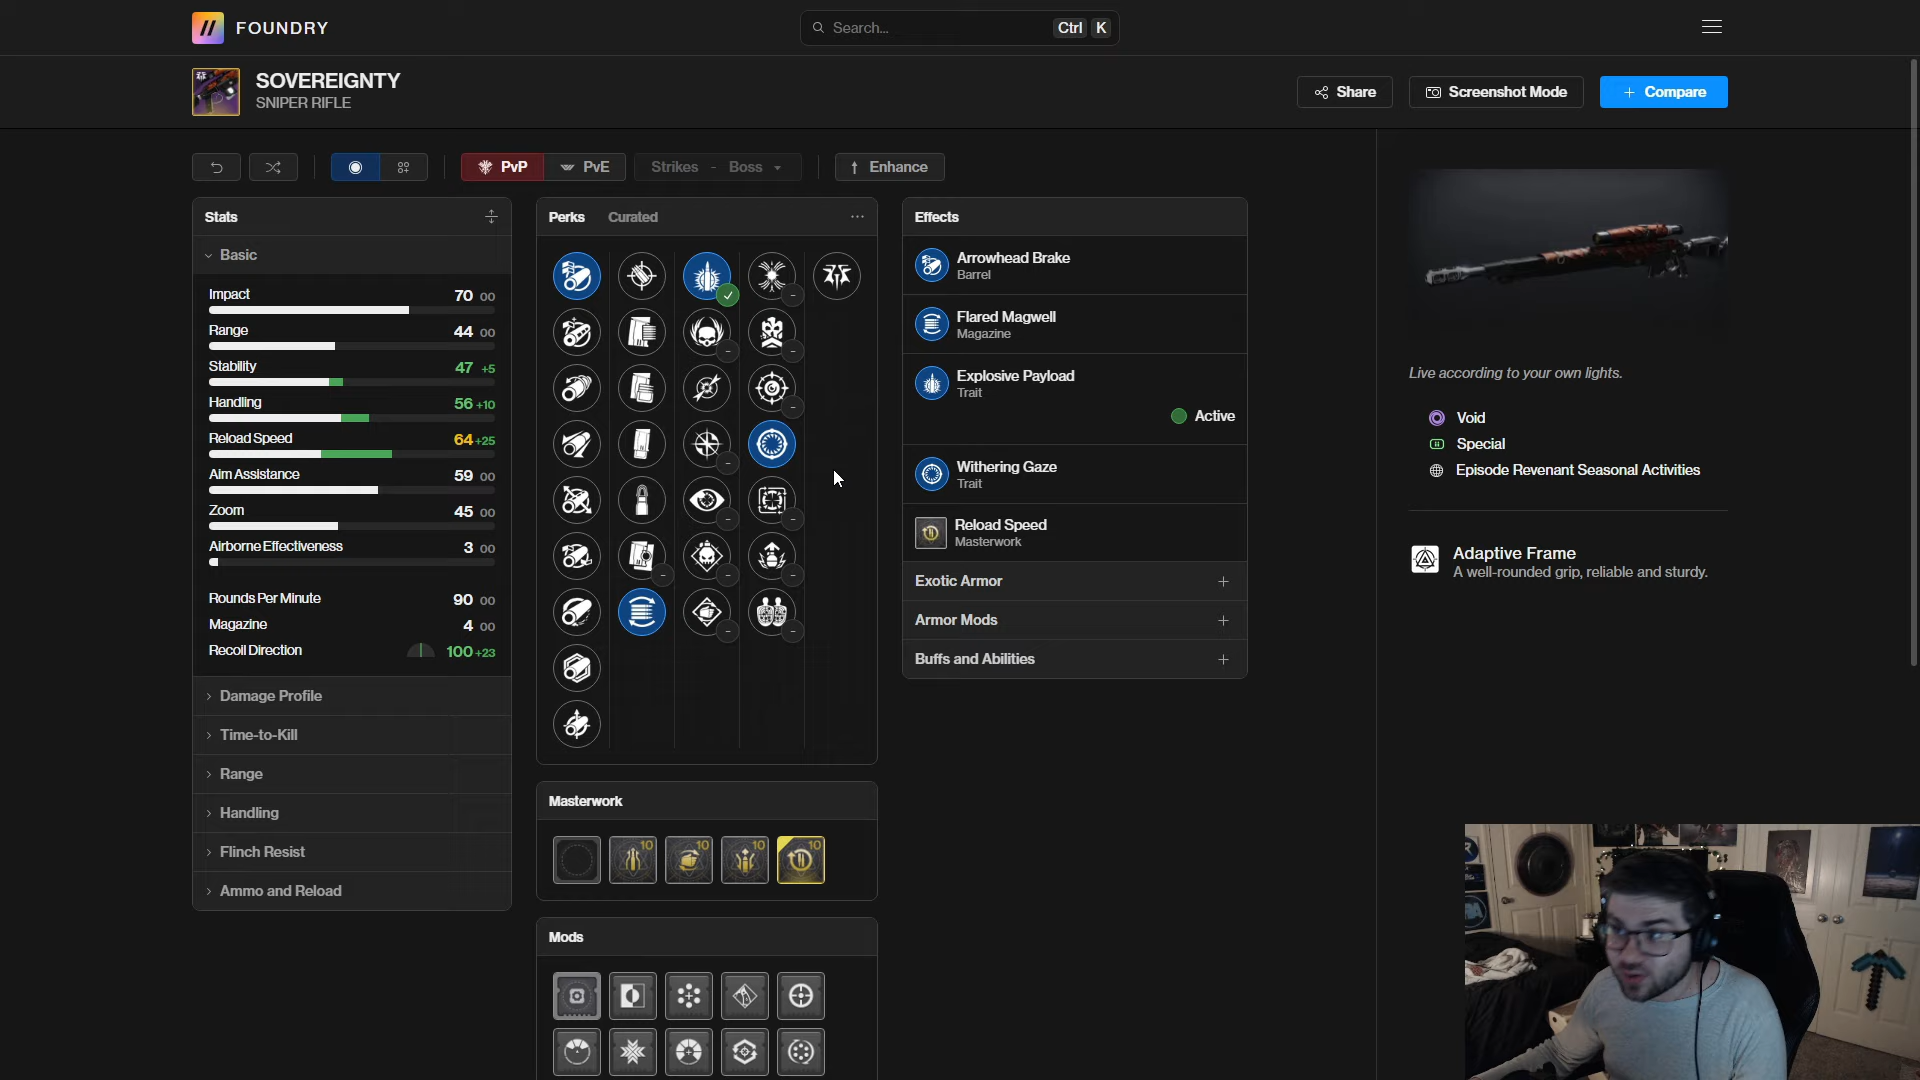 FOUNDRY
Search...
Ctrl K
SOVEREIGNTY
SNIPER RIFLE
Share
Screenshot Mode
Compare
PvP
PvE
Strikes - Boss
Enhance
Stats
Basic
Impact 70 00
Range 44 00
Stability 47 +5
Handling 56 +10
Reload Speed 64 +25
Aim Assistance 59 00
Zoom 45 00
Airborne Effectiveness 3 00
Rounds Per Minute 90 00
Magazine 4 00
Recoil Direction 100 +23
Damage Profile
Time-to-Kill
Range
Handling
Flinch Resist
Ammo and Reload
Perks Curated
Masterwork
10 10 10 10
Mods
Effects
Arrowhead Brake
Barrel
Flared Magwell
Magazine
Explosive Payload
Trait
Active
Withering Gaze
Trait
Reload Speed
Masterwork
Exotic Armor
Armor Mods
Buffs and Abilities
Live according to your own lights.
Void
Special
Episode Revenant Seasonal Activities
Adaptive Frame
A well-rounded grip, reliable and sturdy.